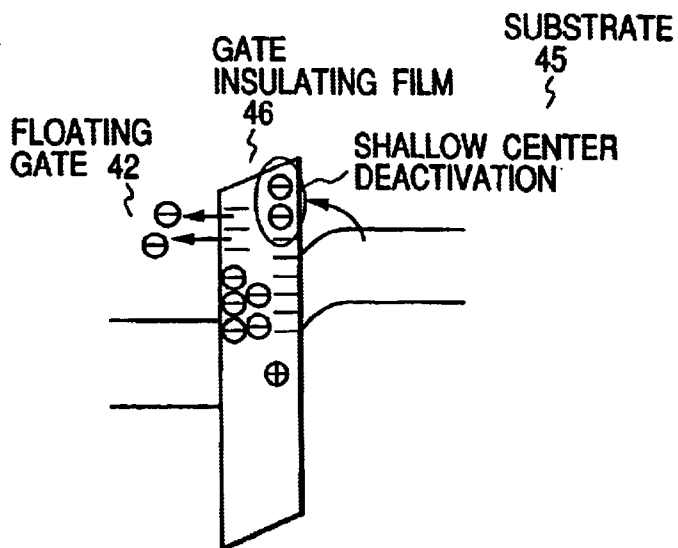 SUBSTRATE
45
GATE
INSULATING FILM
46
FLOATING
GATE 42
SHALLOW CENTER
DEACTIVATION